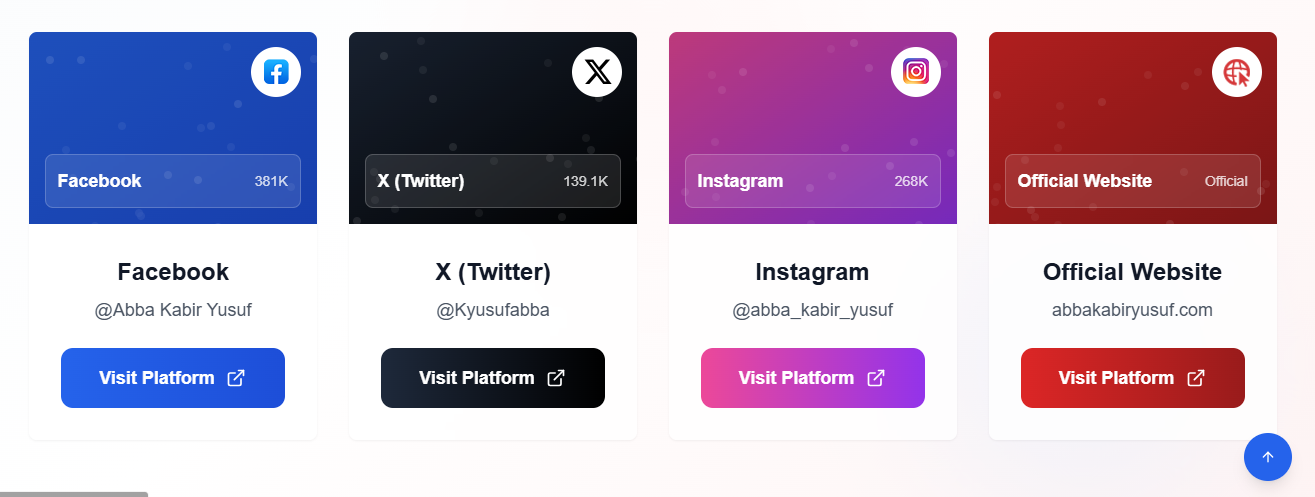 Facebook 381K
Facebook
@Abba Kabir Yusuf
Visit Platform
X (Twitter) 139.1K
X (Twitter)
@Kyusufabba
Visit Platform
Instagram 268K
Instagram
@abba_kabir_yusuf
Visit Platform
Official Website Official
Official Website
abbakabiryusuf.com
Visit Platform